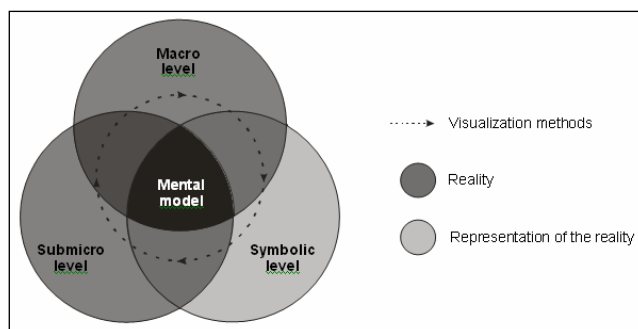 Macro
level
Visualization methods
Reality
Mental
model
Submicro
level
Symbolic
level
Representation of the reality